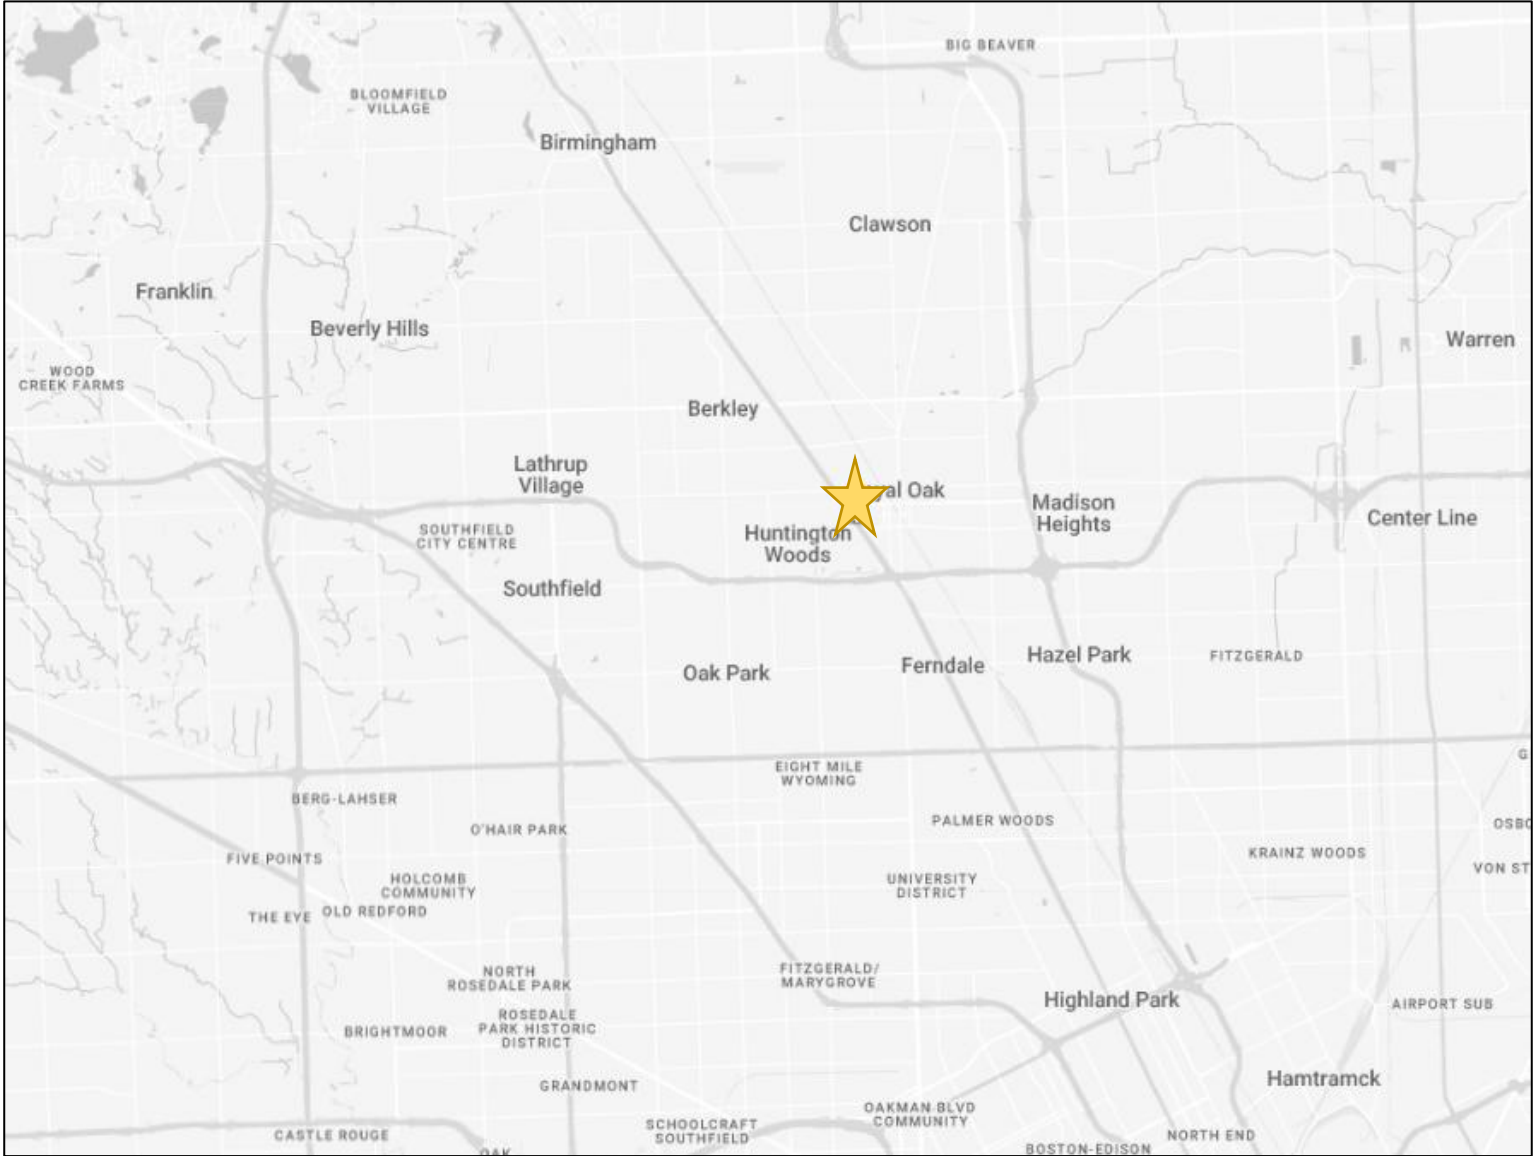 BIG BEAVER
BLOOMFIELD
VILLAGE
Birmingham
Clawson
Franklin
Beverly Hills
Warren
WOOD
CREEK FARMS
Berkley
Lathrup
Village
yal Oak
Madison
Heights
Center Line
SOUTHFIELD
CITY CENTRE
Huntington
Woods
Southfield
Oak Park
Ferndale
Hazel Park
FITZGERALD
G
EIGHT MILE
WYOMING
BERG-LAHSER
O'HAIR PARK
PALMER WOODS
OSBO
FIVE POINTS
KRAINZ WOODS
VON ST
HOLCOMB
COMMUNITY
UNIVERSITY
DISTRICT
THE EYE
OLD REDFORD
NORTH
ROSEDALE PARK
FITZGERALD/
MARYGROVE
Highland Park
AIRPORT SUB
BRIGHTMOOR
ROSEDALE
PARK HISTORIC
DISTRICT
GRANDMONT
Hamtramck
OAKMAN BLVD
COMMUNITY
CASTLE ROUGE
SCHOOLCRAFT
SOUTHFIELD
NORTH END
BOSTON-EDISON
OAK